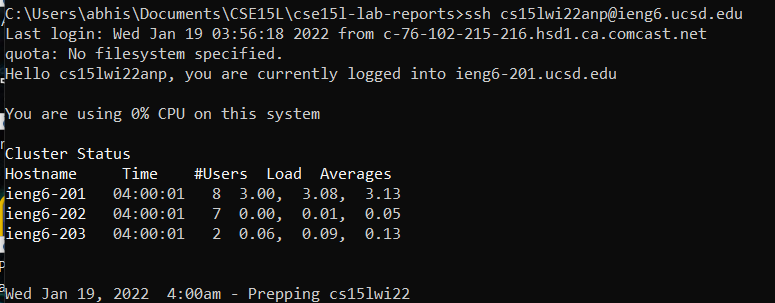 C:\Users\abhis\Documents\CSE15L\cse15l-lab-reports>ssh cs15lwi22anp@ieng6.ucsd.edu
Last login: Wed Jan 19 03:56:18 2022 from c-76-102-215-216.hsd1.ca.comcast.net
quota: No filesystem specified.
Hello cs15lwi22anp, you are currently logged into ieng6-201.ucsd.edu
You are using 0% CPU on this system
Cluster Status
Hostname     Time    #Users  Load  Averages
ieng6-201   04:00:01   8  3.00,  3.08,  3.13
ieng6-202   04:00:01   7  0.00,  0.01,  0.05
ieng6-203   04:00:01   2  0.06,  0.09,  0.13
Wed Jan 19, 2022  4:00am - Prepping cs15lwi22